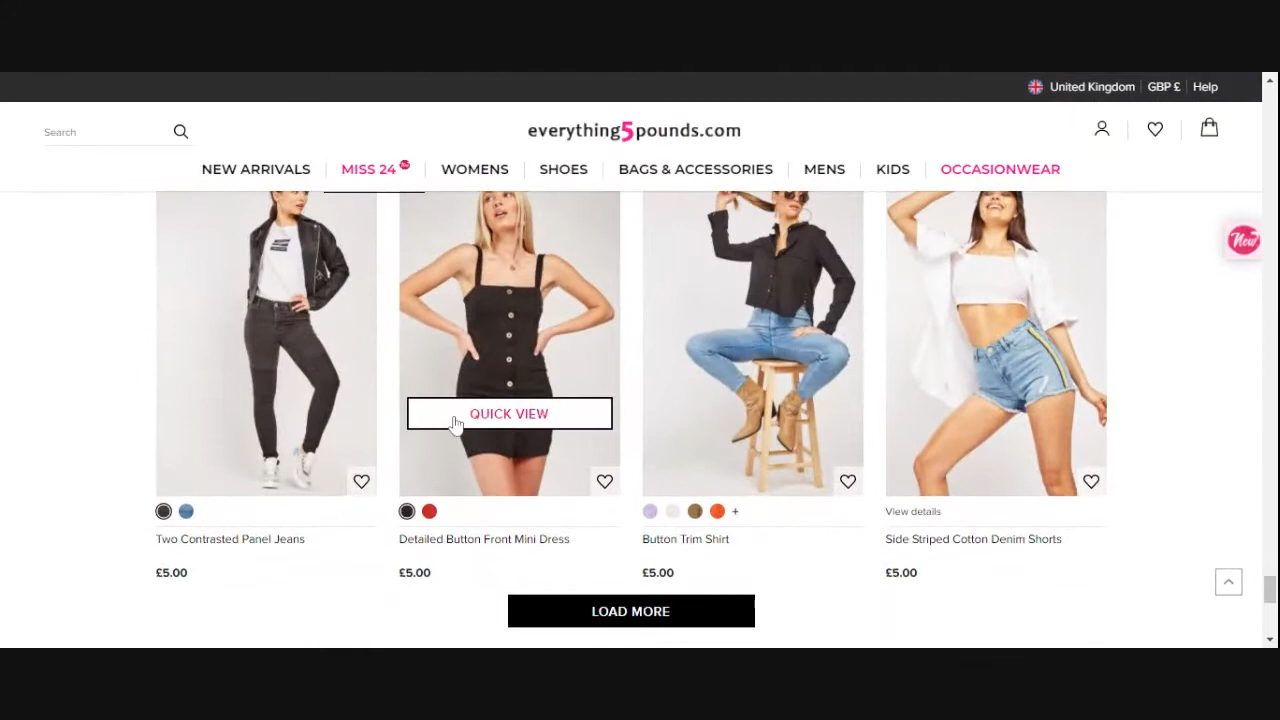 United Kingdom GBP £ Help
Search
everything5pounds.com
NEW ARRIVALS MISS 24 New WOMENS SHOES BAGS & ACCESSORIES MENS KIDS OCCASIONWEAR
New
QUICK VIEW
+ View details
Two Contrasted Panel Jeans Detailed Button Front Mini Dress Button Trim Shirt Side Striped Cotton Denim Shorts
£5.00 £5.00 £5.00 £5.00
LOAD MORE